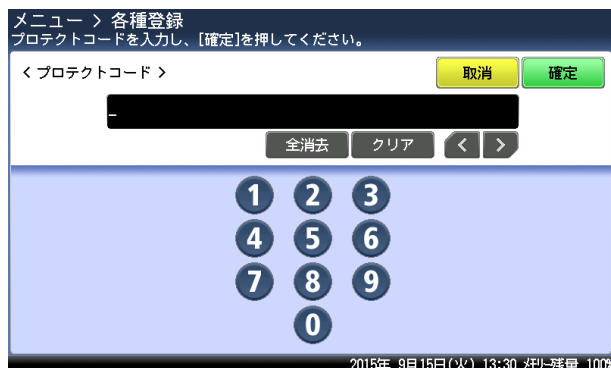 メニュー > 各種登録
プロテクトコードを入力し、[確定]を押してください。
< プロテクトコード >
取消
確定
_
全消去
クリア
<
>
1 2 3
4 5 6
7 8 9
0
2015年 9月15日(火) 13:30 メモリー残量 100%